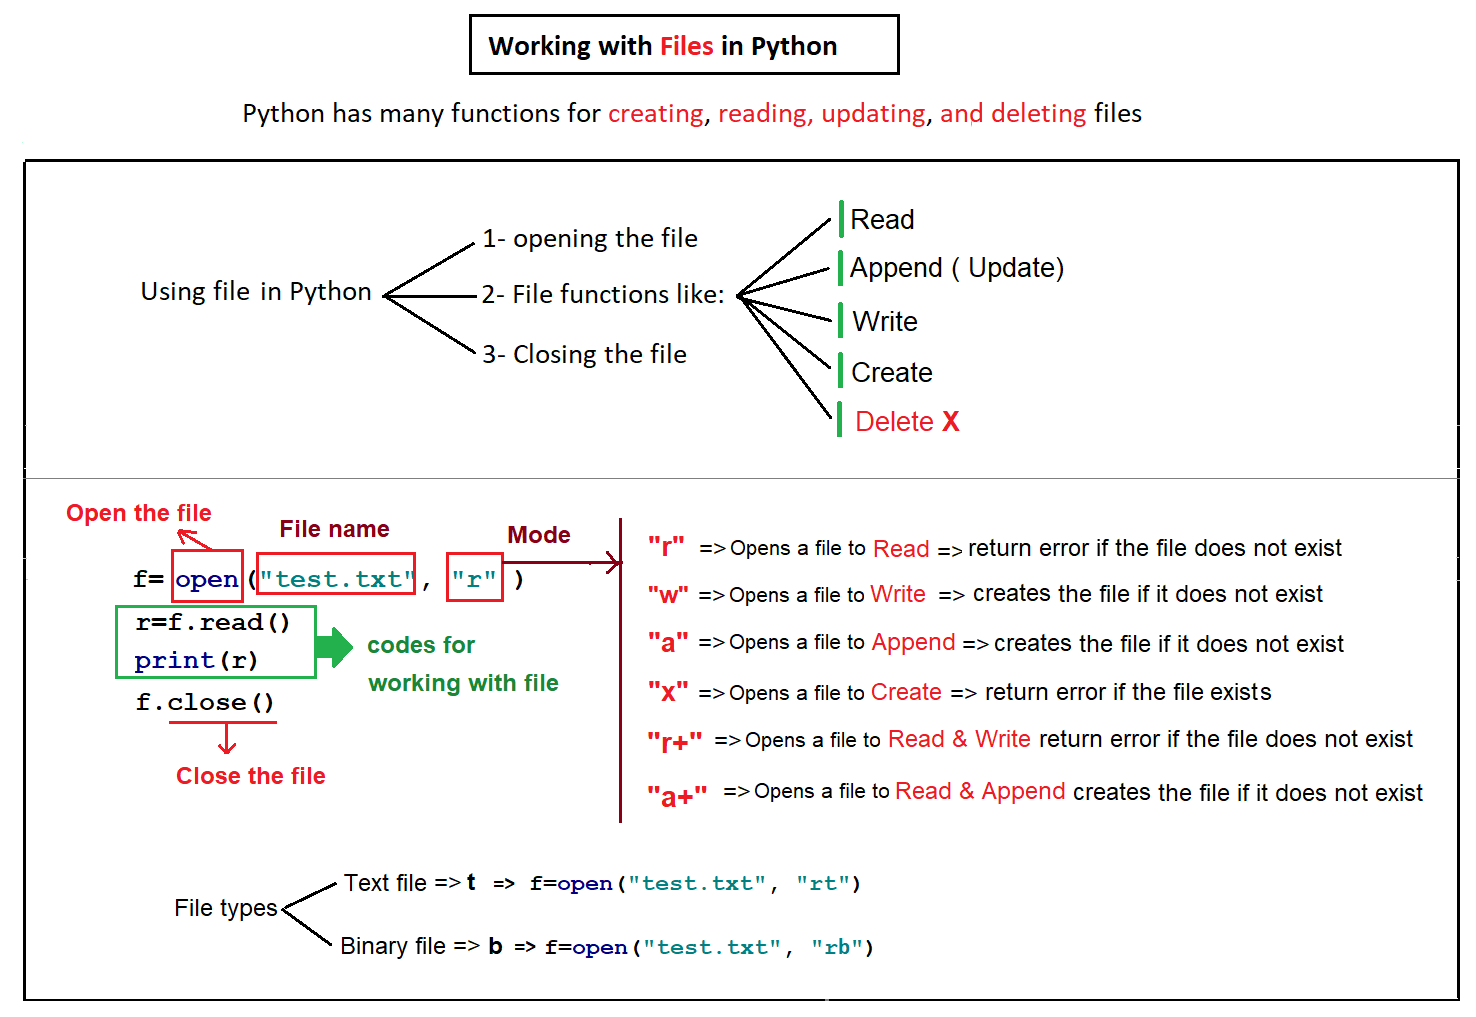 Working with Files in Python
Python has many functions for creating, reading, updating, and deleting files
Using file in Python
1- opening the file
2- File functions like:
3- Closing the file
Read
Append ( Update)
Write
Create
Delete X
Open the file
File name
Mode
f= open("test.txt", "r" )
r=f.read()
print(r)
f.close()
codes for
working with file
Close the file
"r" => Opens a file to Read => return error if the file does not exist
"w" => Opens a file to Write => creates the file if it does not exist
"a" => Opens a file to Append => creates the file if it does not exist
"x" => Opens a file to Create => return error if the file exists
"r+" => Opens a file to Read & Write return error if the file does not exist
"a+" => Opens a file to Read & Append creates the file if it does not exist
File types
Text file => t => f=open("test.txt", "rt")
Binary file => b => f=open("test.txt", "rb")